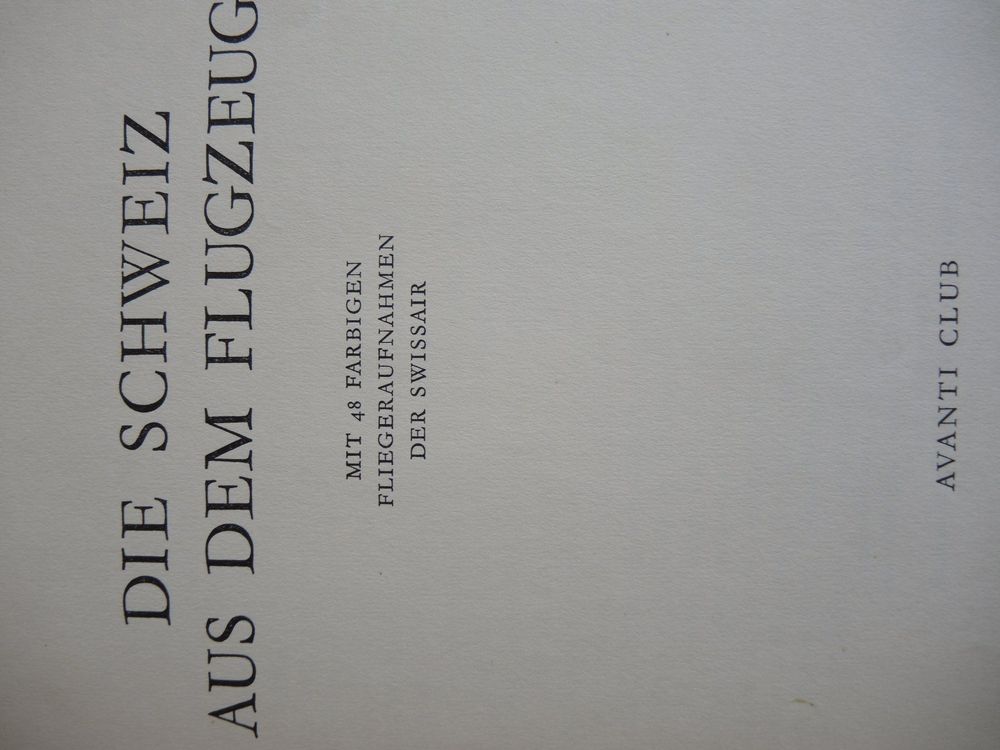 DIE SCHWEIZ
AUS DEM FLUGZEUG
MIT 48 FARBIGEN
FLIEGERAUFNAHMEN
DER SWISSAIR
AVANTI CLUB